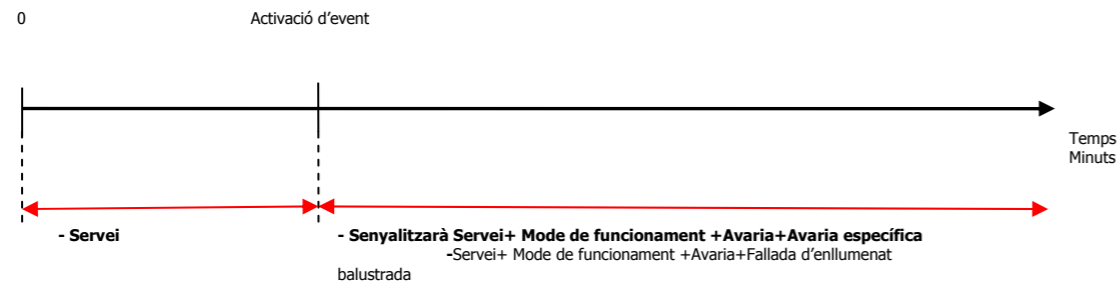 0
Activació d'event
Temps
Minuts
- Servei
- Senyalitzarà Servei+ Mode de funcionament +Avaria+Avaria específica
-Servei+ Mode de funcionament +Avaria+Fallada d'enllumenat
balustrada